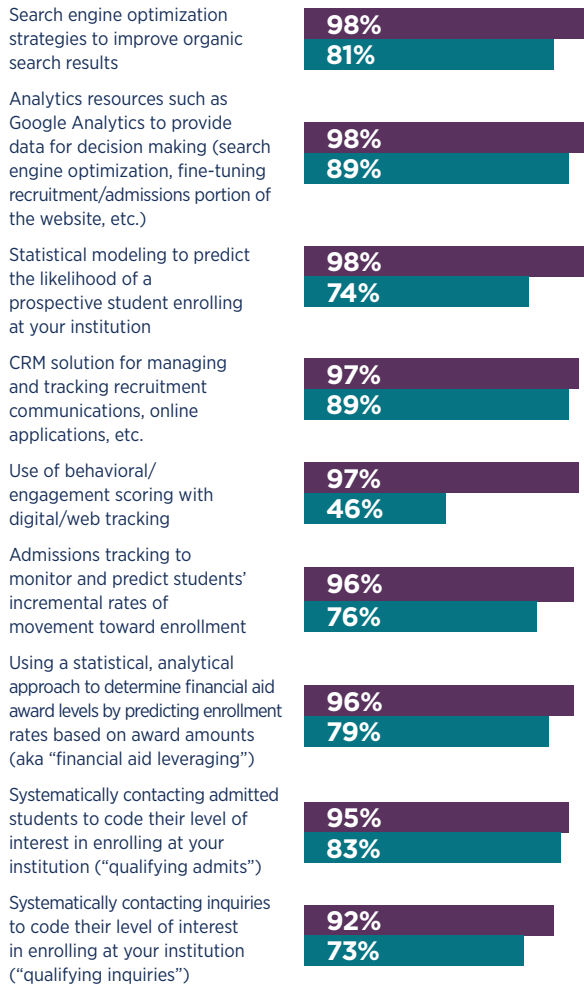 Search engine optimization
strategies to improve organic
search results
98%
81%
Analytics resources such as
Google Analytics to provide
data for decision making (search
engine optimization, fine-tuning
recruitment/admissions portion of
the website, etc.)
98%
89%
Statistical modeling to predict
the likelihood of a
prospective student enrolling
at your institution
98%
74%
CRM solution for managing
and tracking recruitment
communications, online
applications, etc.
97%
89%
Use of behavioral/
engagement scoring with
digital/web tracking
97%
46%
Admissions tracking to
monitor and predict students’
incremental rates of
movement toward enrollment
96%
76%
Using a statistical, analytical
approach to determine financial aid
award levels by predicting enrollment
rates based on award amounts
(aka “financial aid leveraging”)
96%
79%
Systematically contacting admitted
students to code their level of
interest in enrolling at your
institution (“qualifying admits”)
95%
83%
Systematically contacting inquiries
to code their level of interest
in enrolling at your institution
(“qualifying inquiries”)
92%
73%